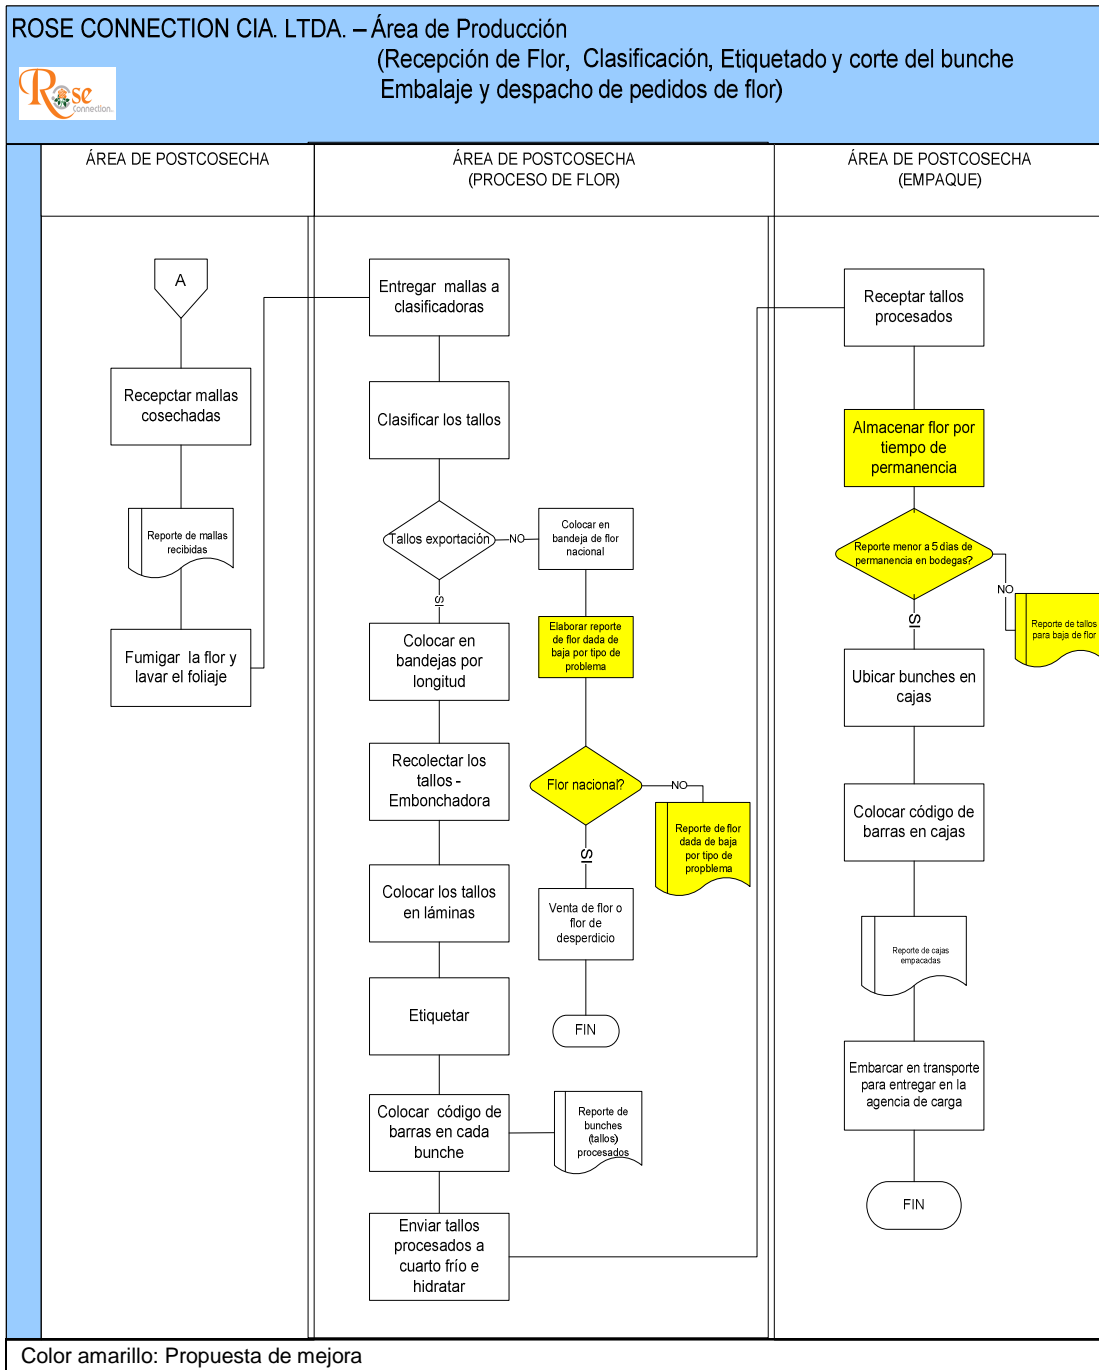 ROSE CONNECTION CIA. LTDA. – Área de Producción
(Recepción de Flor, Clasificación, Etiquetado y corte del bunche
Embalaje y despacho de pedidos de flor)
Rose
Connection.
ÁREA DE POSTCOSECHA
ÁREA DE POSTCOSECHA
(PROCESO DE FLOR)
ÁREA DE POSTCOSECHA
(EMPAQUE)
A
Recepctar mallas
cosechadas
Reporte de mallas
recibidas
Fumigar la flor y
lavar el foliaje
Entregar mallas a
clasificadoras
Clasificar los tallos
Tallos exportación
NO
Colocar en
bandeja de flor
nacional
SI
Colocar en
bandejas por
longitud
Elaborar reporte
de flor dada de
baja por tipo de
problema
Recolectar los
tallos -
Embonchadora
Flor nacional?
NO
Reporte de flor
dada de baja
por tipo de
propblema
SI
Colocar los tallos
en láminas
Venta de flor o
flor de
desperdicio
Etiquetar
FIN
Colocar código de
barras en cada
bunche
Reporte de
bunches
(tallos)
procesados
Enviar tallos
procesados a
cuarto frío e
hidratar
Receptar tallos
procesados
Almacenar flor por
tiempo de
permanencia
Reporte menor a 5 dìas de
permanencia en bodegas?
NO
Reporte de tallos
para baja de flor
SI
Ubicar bunches en
cajas
Colocar código de
barras en cajas
Reporte de cajas
empacadas
Embarcar en transporte
para entregar en la
agencia de carga
FIN
Color amarillo: Propuesta de mejora